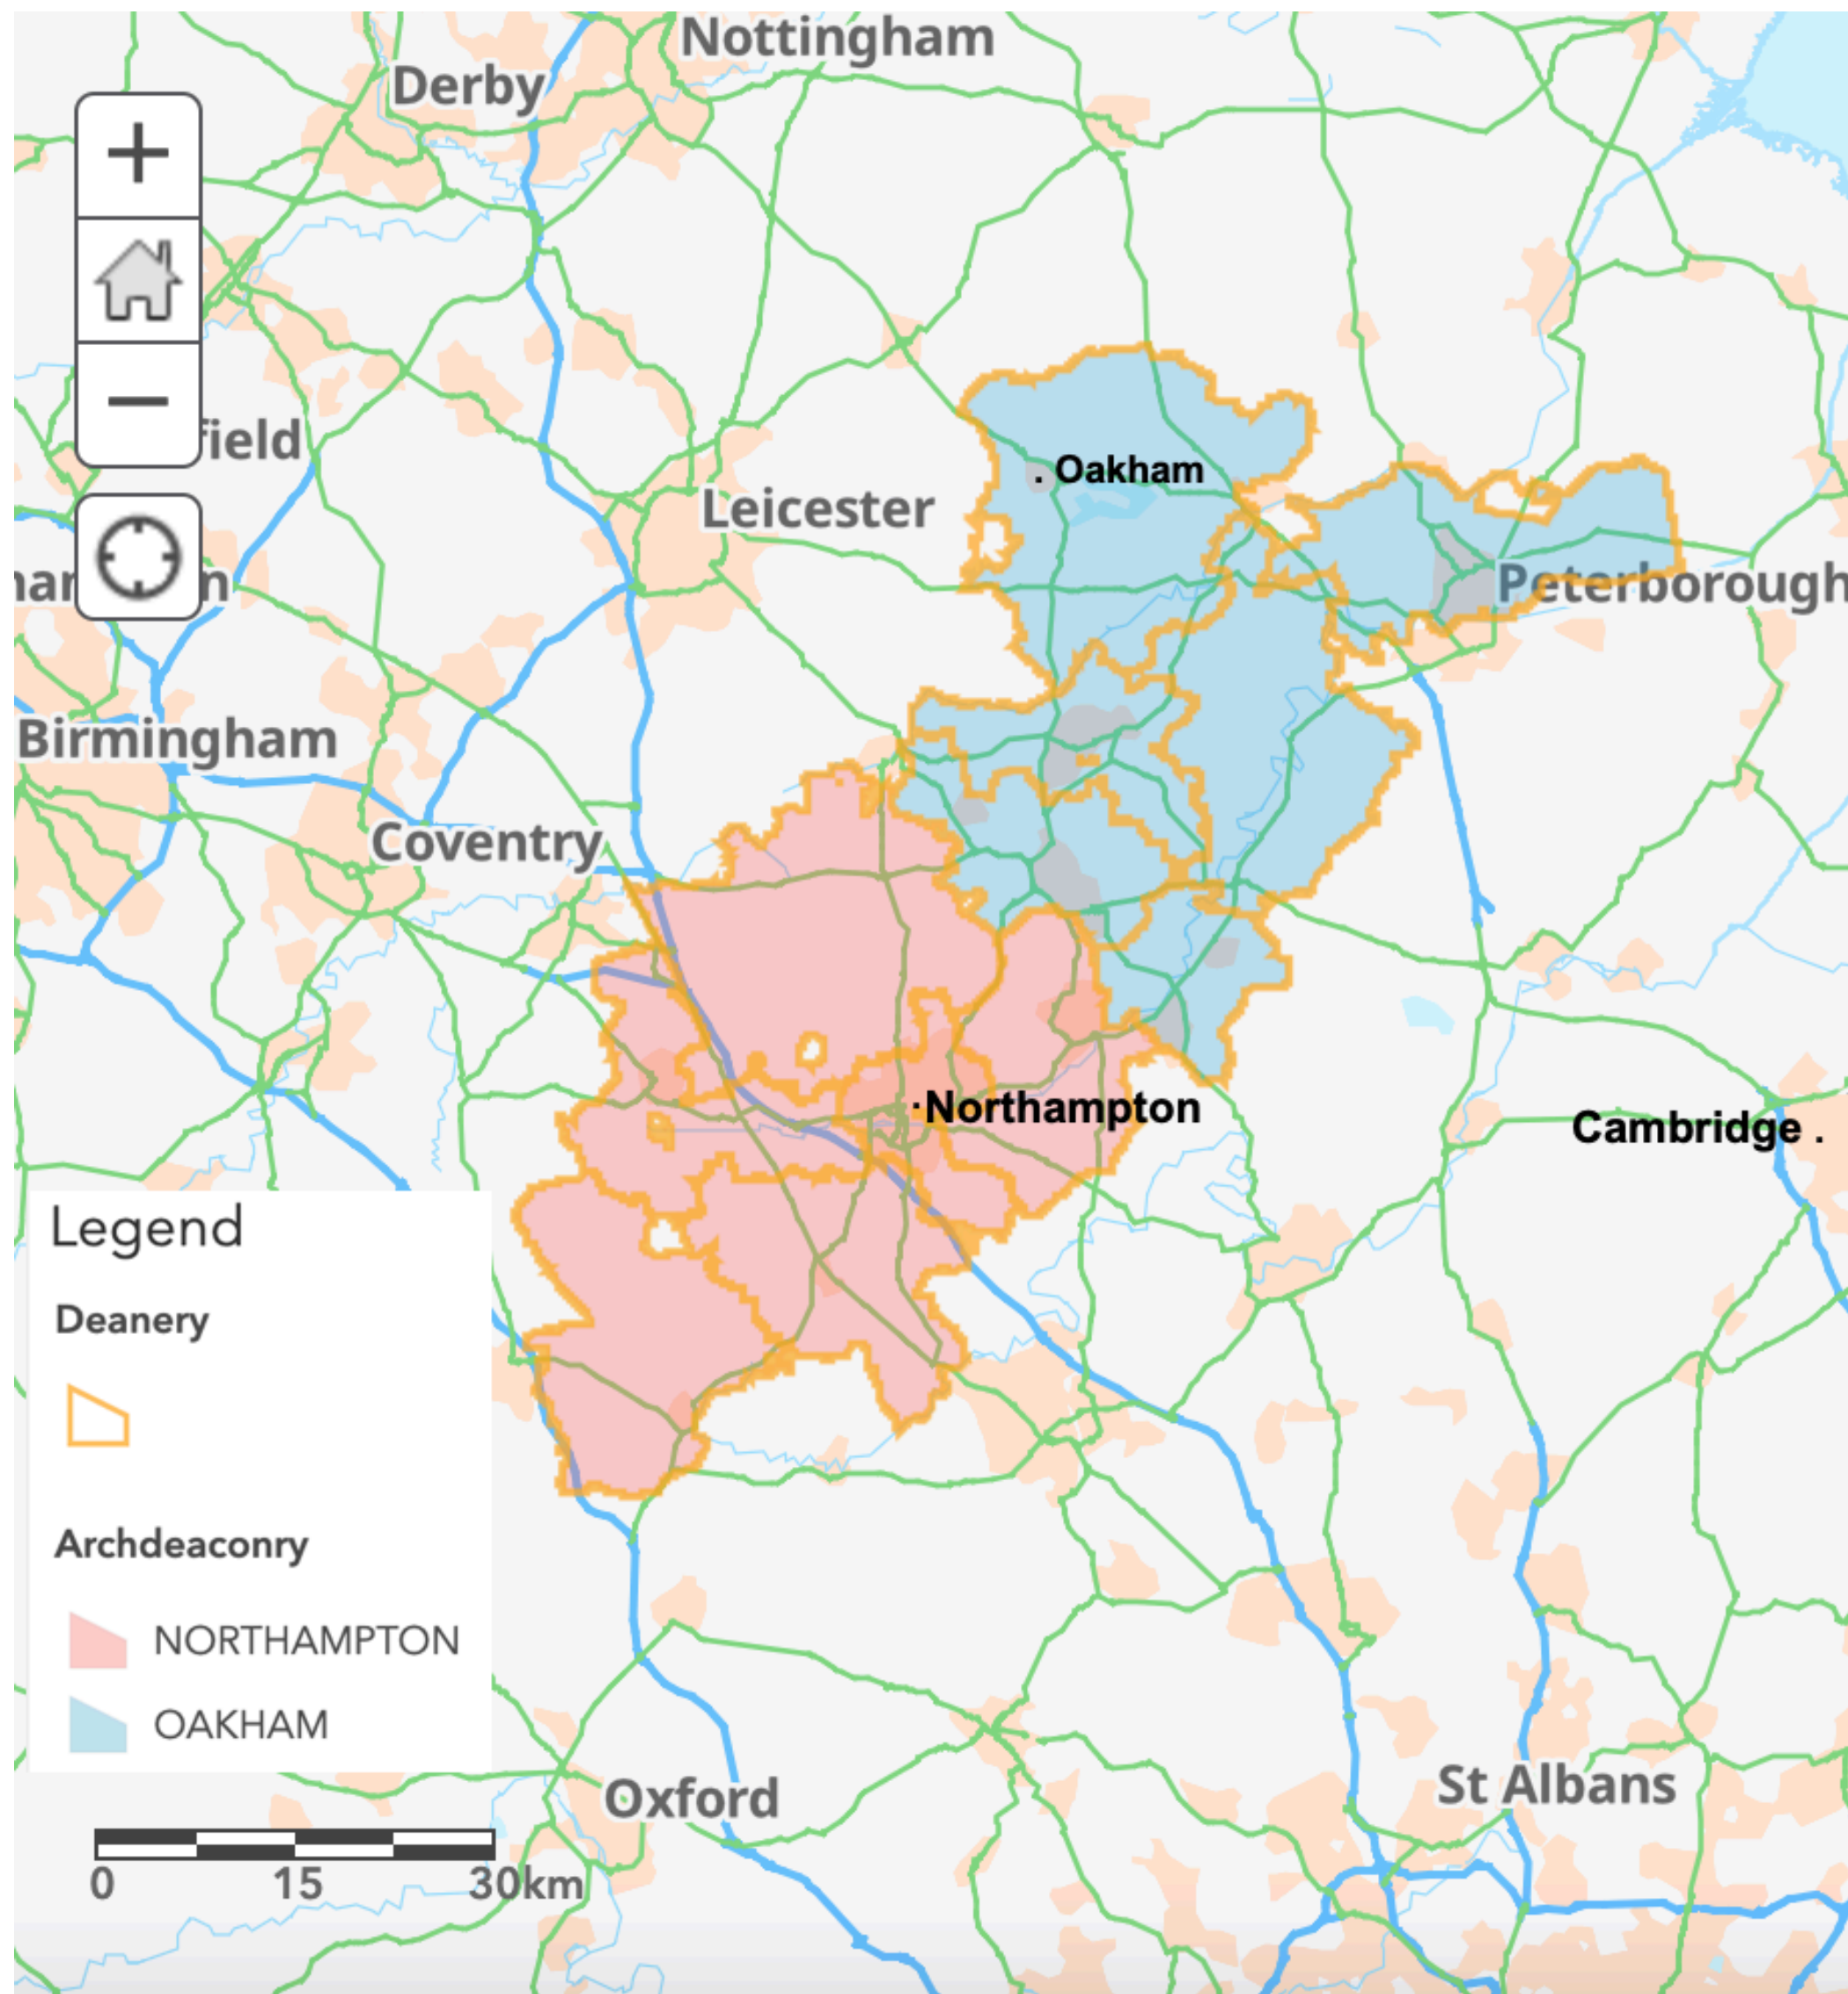 Nottingham
Derby
+
−
field
Oakham
Leicester
Peterborough
Birmingham
Coventry
Northampton
Cambridge
Legend
Deanery
Archdeaconry
NORTHAMPTON
OAKHAM
Oxford
St Albans
0 15 30km